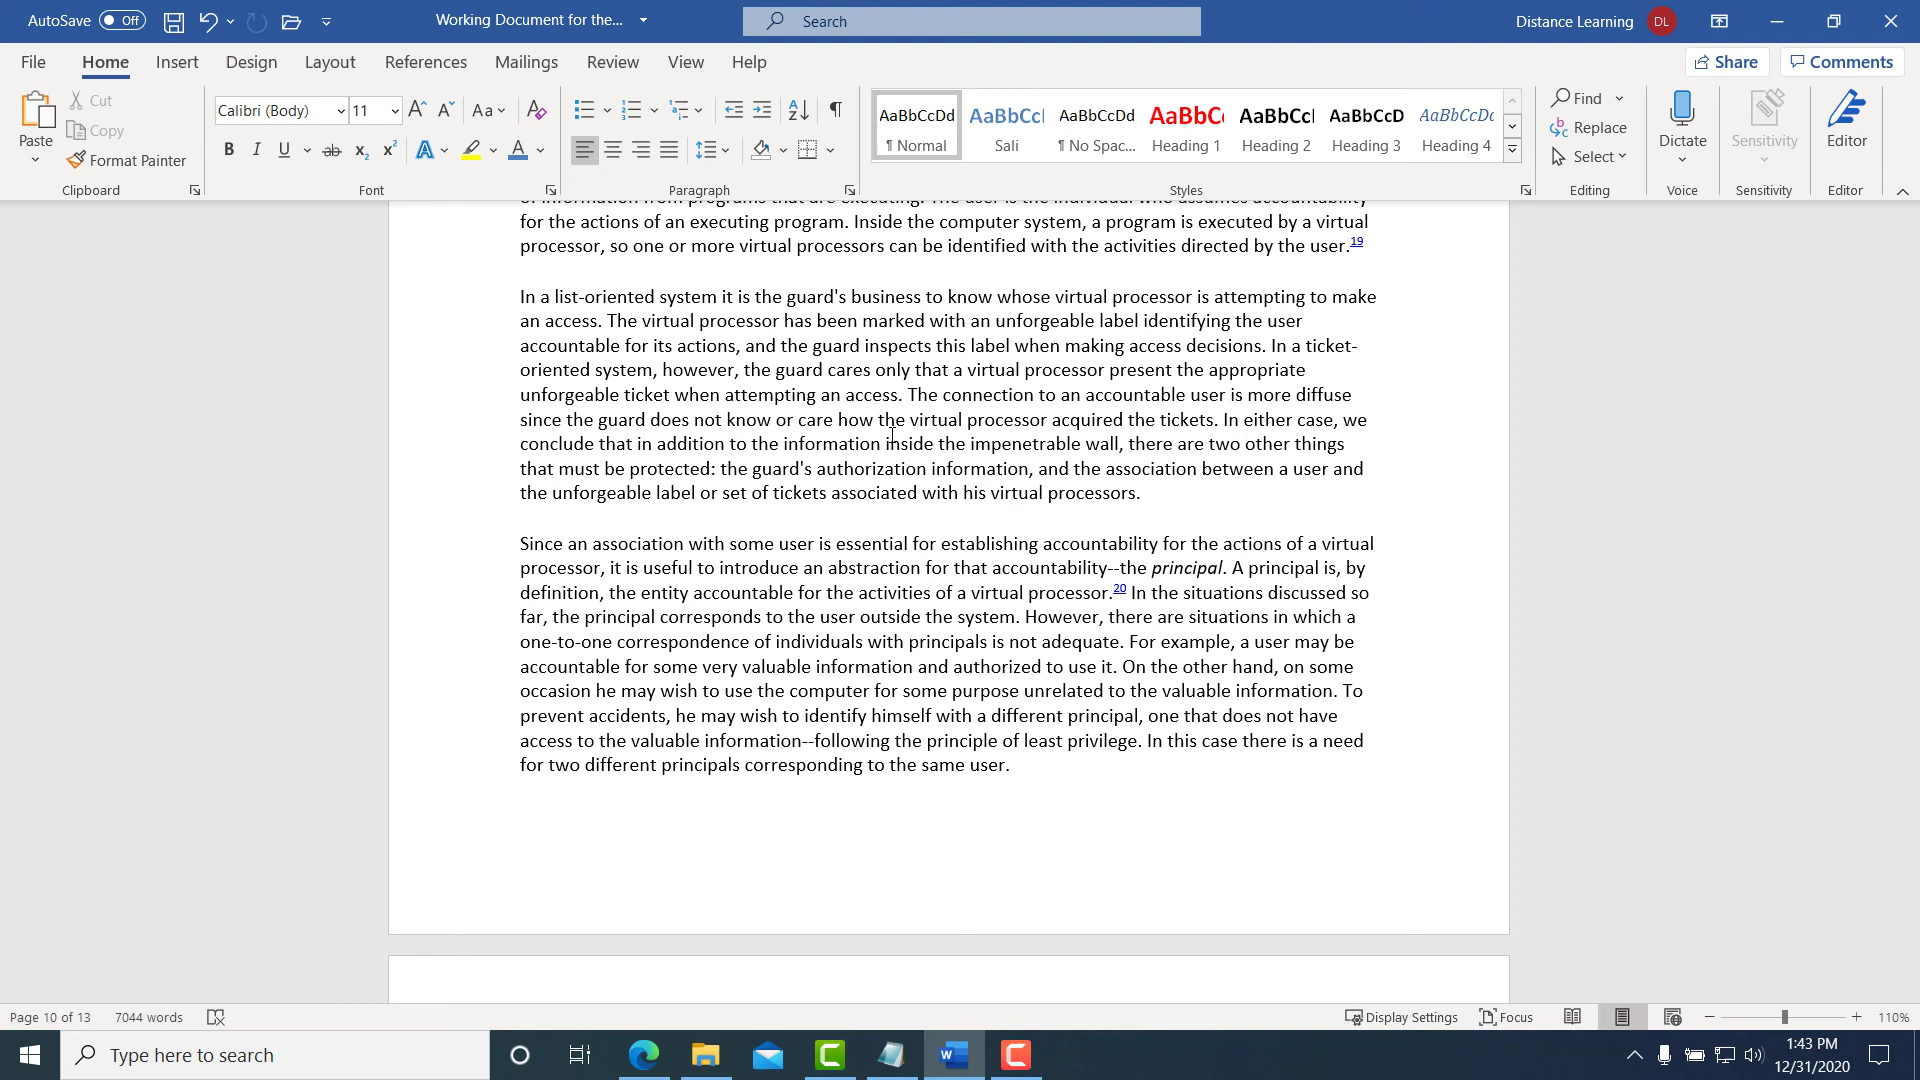 AutoSave Off
Working Document for the...
Search
Distance Learning DL
File Home Insert Design Layout References Mailings Review View Help
Share Comments
Paste
Cut
Copy
Format Painter
Clipboard
Calibri (Body) 11
Font
Paragraph
AaBbCcDd AaBbCcI AaBbCcDd AaBbC AaBbCcI AaBbCcD AaBbCcDc
¶ Normal Sali ¶ No Spac... Heading 1 Heading 2 Heading 3 Heading 4
Styles
Find
Replace
Select
Editing
Dictate
Voice
Sensitivity
Sensitivity
Editor
Editor
of information from programs that are executing. The user is the individual who assumes accountability
for the actions of an executing program. Inside the computer system, a program is executed by a virtual
processor, so one or more virtual processors can be identified with the activities directed by the user.19
In a list-oriented system it is the guard's business to know whose virtual processor is attempting to make
an access. The virtual processor has been marked with an unforgeable label identifying the user
accountable for its actions, and the guard inspects this label when making access decisions. In a ticket-
oriented system, however, the guard cares only that a virtual processor present the appropriate
unforgeable ticket when attempting an access. The connection to an accountable user is more diffuse
since the guard does not know or care how the virtual processor acquired the tickets. In either case, we
conclude that in addition to the information inside the impenetrable wall, there are two other things
that must be protected: the guard's authorization information, and the association between a user and
the unforgeable label or set of tickets associated with his virtual processors.
Since an association with some user is essential for establishing accountability for the actions of a virtual
processor, it is useful to introduce an abstraction for that accountability--the principal. A principal is, by
definition, the entity accountable for the activities of a virtual processor.20 In the situations discussed so
far, the principal corresponds to the user outside the system. However, there are situations in which a
one-to-one correspondence of individuals with principals is not adequate. For example, a user may be
accountable for some very valuable information and authorized to use it. On the other hand, on some
occasion he may wish to use the computer for some purpose unrelated to the valuable information. To
prevent accidents, he may wish to identify himself with a different principal, one that does not have
access to the valuable information--following the principle of least privilege. In this case there is a need
for two different principals corresponding to the same user.
Page 10 of 13 7044 words
Display Settings Focus 110%
Type here to search
1:43 PM
12/31/2020